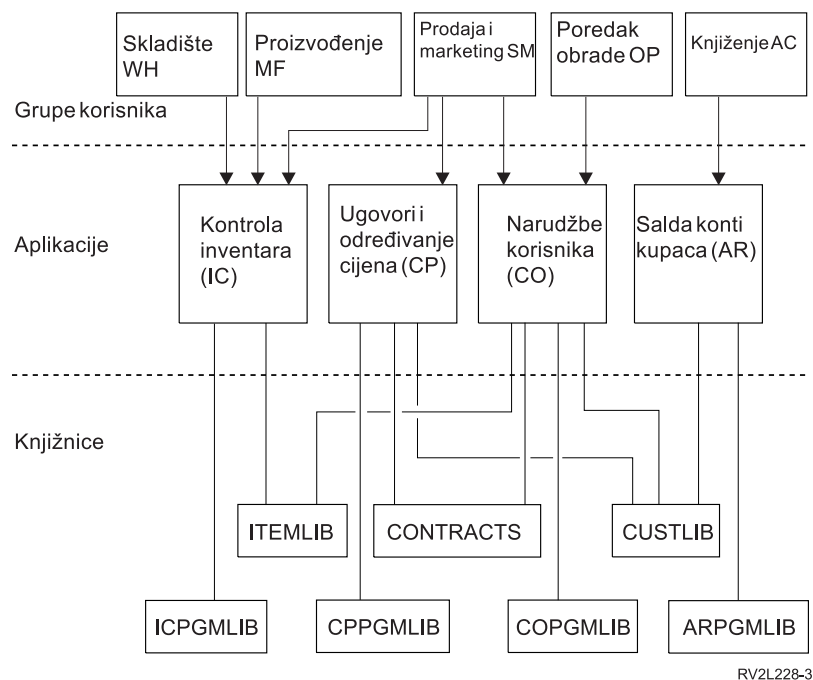 Skladište
WH
Proizvođenje
MF
Prodaja i
marketing SM
Poredak
obrade OP
Knjiženje AC
Grupe korisnika
Aplikacije
Kontrola
inventara
(IC)
Ugovori i
određivanje
cijena (CP)
Narudžbe
korisnika
(CO)
Salda konti
kupaca (AR)
Knjižnice
ITEMLIB
CONTRACTS
CUSTLIB
ICPGMLIB
CPPGMLIB
COPGMLIB
ARPGMLIB
RV2L228-3